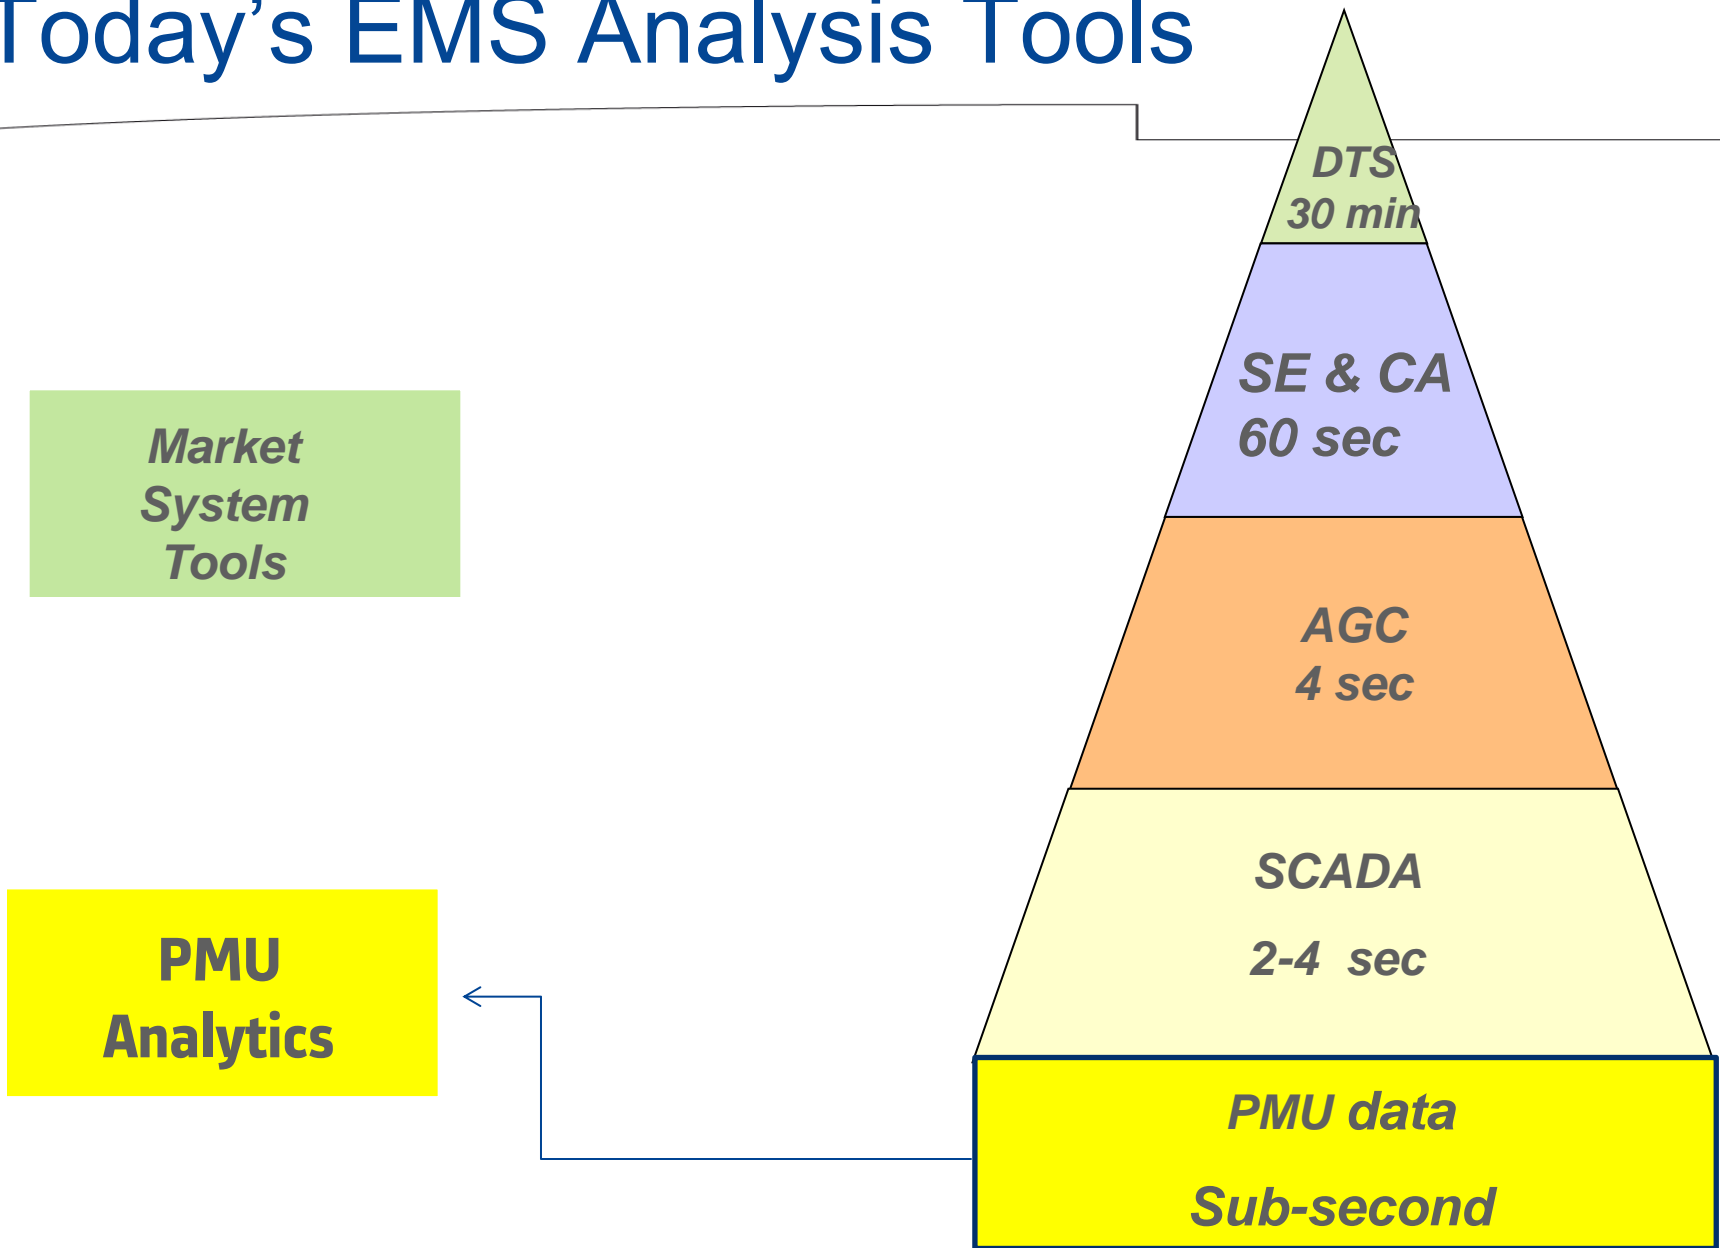 Today’s EMS Analysis Tools
DTS
30 min
SE & CA
60 sec
Market
System
Tools
AGC
4 sec
SCADA
2-4 sec
PMU
Analytics
PMU data
Sub-second